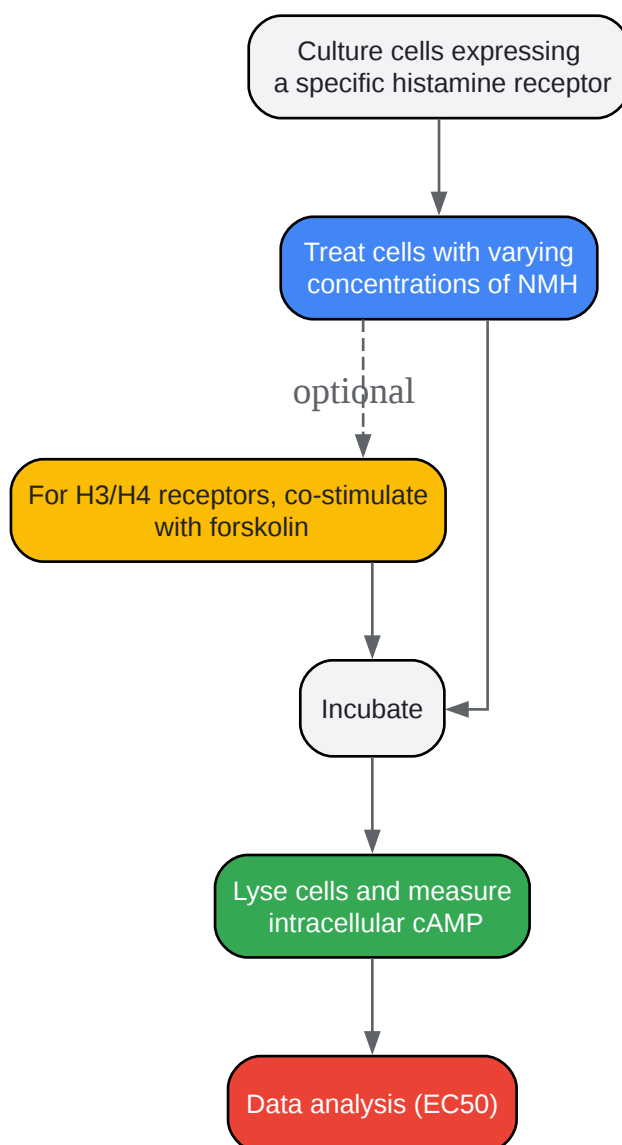 Culture cells expressing
a specific histamine receptor
Treat cells with varying
concentrations of NMH
optional
For H3/H4 receptors, co-stimulate
with forskolin
Incubate
Lyse cells and measure
intracellular cAMP
Data analysis (EC50)